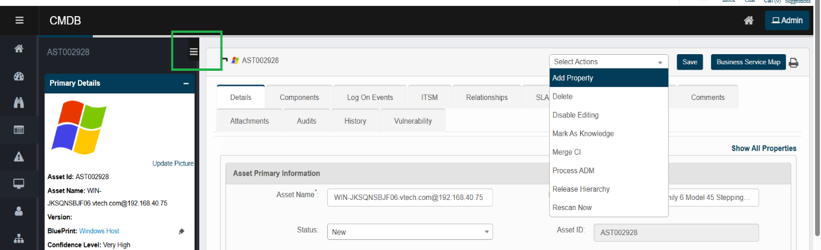 CMDB
Admin
AST002928
AST002928
Select Actions
Save
Business Service Map
Primary Details
Add Property
Delete
Disable Editing
Mark As Knowledge
Merge CI
Process ADM
Release Hierarchy
Rescan Now
Details
Components
Log On Events
ITSM
Relationships
SLA
Comments
Attachments
Audits
History
Vulnerability
Update Picture
Asset Id: AST002928
Asset Name: WIN-
JKSQNSBJF06.vtech.com@192.168.40.75
Version:
BluePrint: Windows Host
Confidence Level: Very High
Show All Properties
Asset Primary Information
Asset Name*
WIN-JKSQNSBJF06.vtech.com@192.168.40.75
6 Model 45 Stepping...
Status:
New
Asset ID:
AST002928